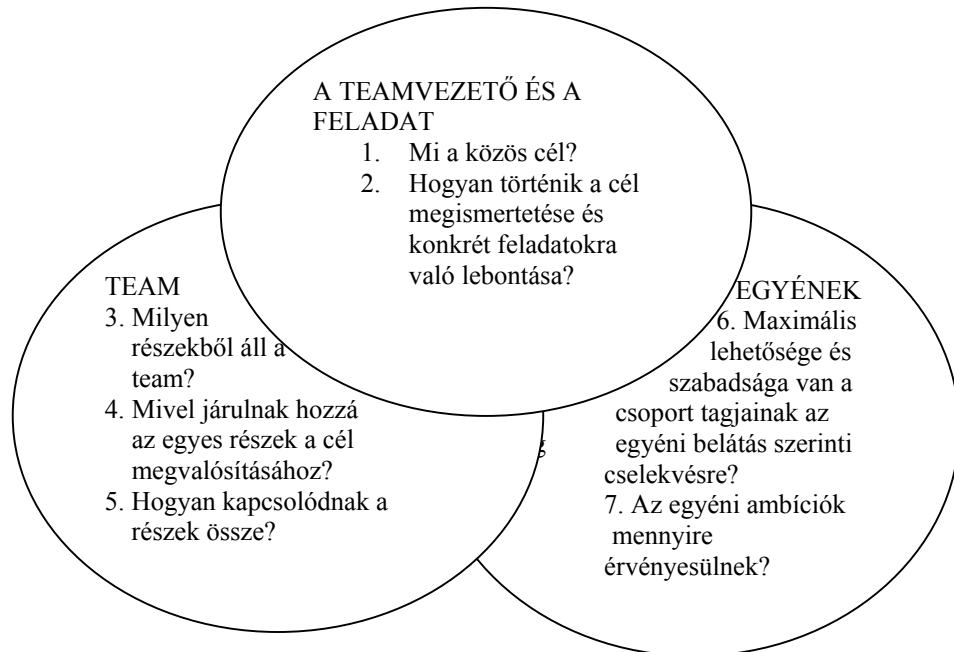 A TEAMVEZETŐ ÉS A
FELADAT
1. Mi a közös cél?
2. Hogyan történik a cél
megismertetése és
konkrét feladatokra
való lebontása?
TEAM
3. Milyen
részekből áll a
team?
4. Mivel járulnak hozzá
az egyes részek a cél
megvalósításához?
5. Hogyan kapcsolódnak a
részek össze?
EGYÉNEK
6. Maximális
lehetősége és
szabadsága van a
csoport tagjainak az
egyéni belátás szerinti
cselekvésre?
7. Az egyéni ambíciók
mennyire
érvényesülnek?